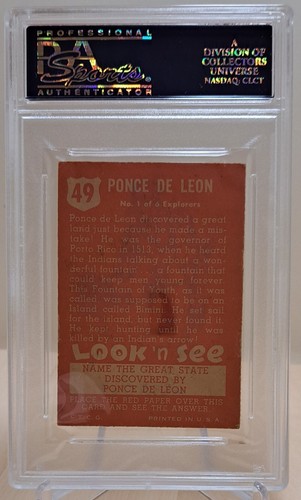 PROFESSIONAL
PSA
Sports
AUTHENTICATOR
A
DIVISION OF
COLLECTORS
UNIVERSE
NASDAQ: CLCT
49
PONCE DE LEON
No. 1 of 6 Explorers
Ponce de Leon discovered a great
land just because he made a mis-
take! He was the governor of
Porto Rico in 1513, when he heard
the Indians talking about a won-
derful fountain . . . a fountain that
could keep men young forever.
This Fountain of Youth, as it was
called, was supposed to be on an
Island called Bimini. He set sail
for the island, but never found it.
He kept hunting until he was
killed by an Indian's arrow!
LOOK 'n SEE
NAME THE GREAT STATE
DISCOVERED BY
PONCE DE LEON
PLACE THE RED PAPER OVER THIS
CARD AND SEE THE ANSWER
T. C. G.
PRINTED IN U. S. A.